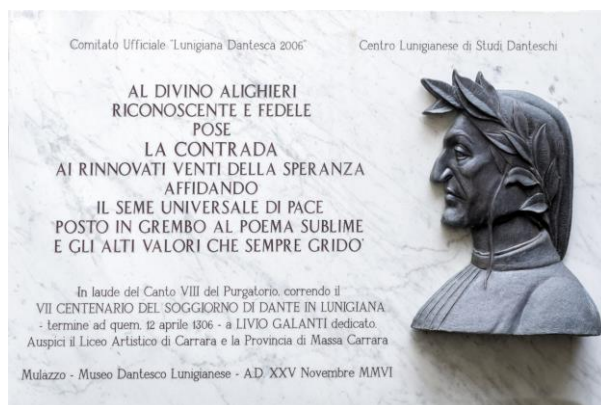 Comitato Ufficiale "Lunigiana Dantesca 2006"
Centro Lunigianese di Studi Danteschi
AL DIVINO ALIGHIERI
RICONOSCENTE E FEDELE
POSE
LA CONTRADA
AI RINNOVATI VENTI DELLA SPERANZA
AFFIDANDO
IL SEME UNIVERSALE DI PACE
POSTO IN GREMBO AL POEMA SUBLIME
E GLI ALTI VALORI CHE SEMPRE GRIDO'
In laude del Canto VIII del Purgatorio, correndo il
VII CENTENARIO DEL SOGGIORNO DI DANTE IN LUNIGIANA
- termine ad quem, 12 aprile 1306 - a LIVIO GALANTI dedicato.
Auspici il Liceo Artistico di Carrara e la Provincia di Massa Carrara
Mulazzo - Museo Dantesco Lunigianese - A.D. XXV Novembre MMVI